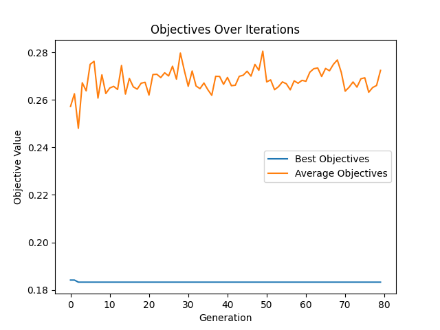 Objectives Over Iterations
Objective Value
0.28
0.26
0.24
0.22
0.20
0.18
Best Objectives
Average Objectives
0 10 20 30 40 50 60 70 80
Generation